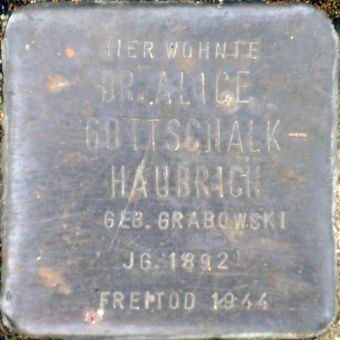 HIER WOHNTE
DR. ALICE
GOTTSCHALK-
HAUBRICH
GEB. GRABOWSKI
JG. 1892
FREITOD 1944